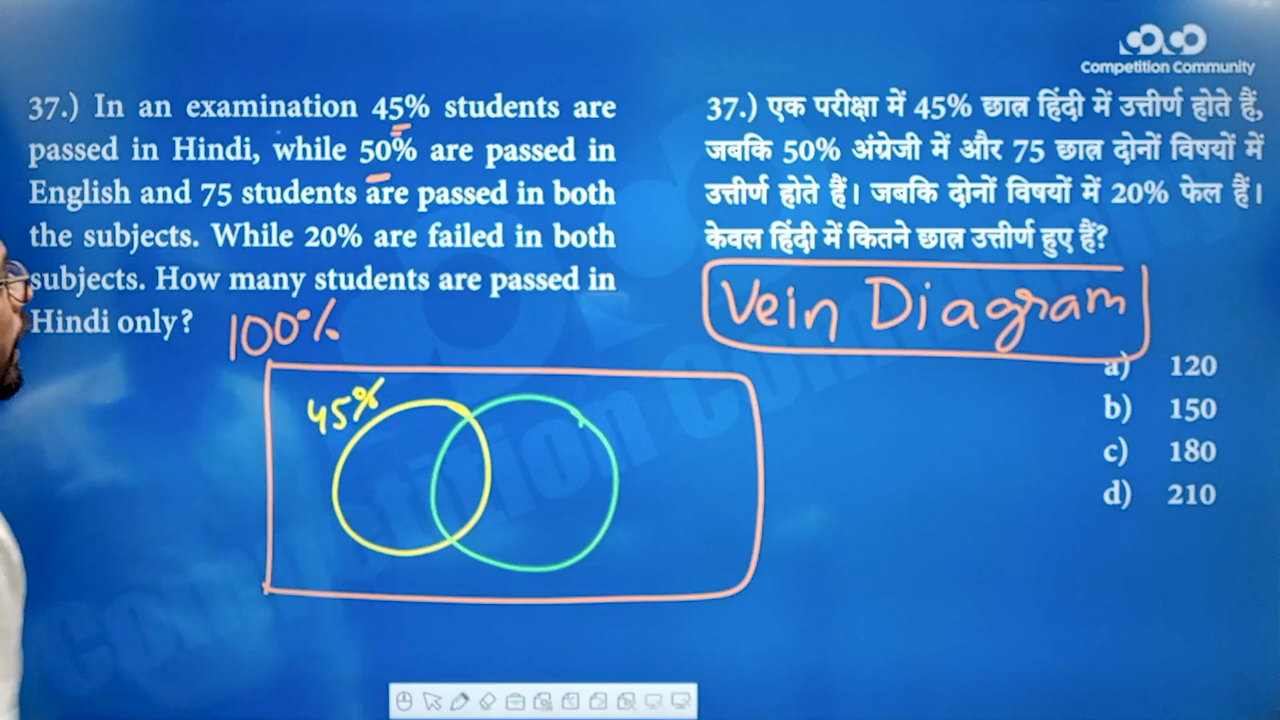 Competition Community
37.) In an examination 45% students are
passed in Hindi, while 50% are passed in
English and 75 students are passed in both
the subjects. While 20% are failed in both
subjects. How many students are passed in
Hindi only?
37.) एक परीक्षा में 45% छात्र हिंदी में उत्तीर्ण होते हैं,
जबकि 50% अंग्रेजी में और 75 छात्र दोनों विषयों में
उत्तीर्ण होते हैं। जबकि दोनों विषयों में 20% फेल हैं।
केवल हिंदी में कितने छात्र उत्तीर्ण हुए हैं?
Vein Diagram
a) 120
b) 150
c) 180
d) 210
100%
45%
Competition Community